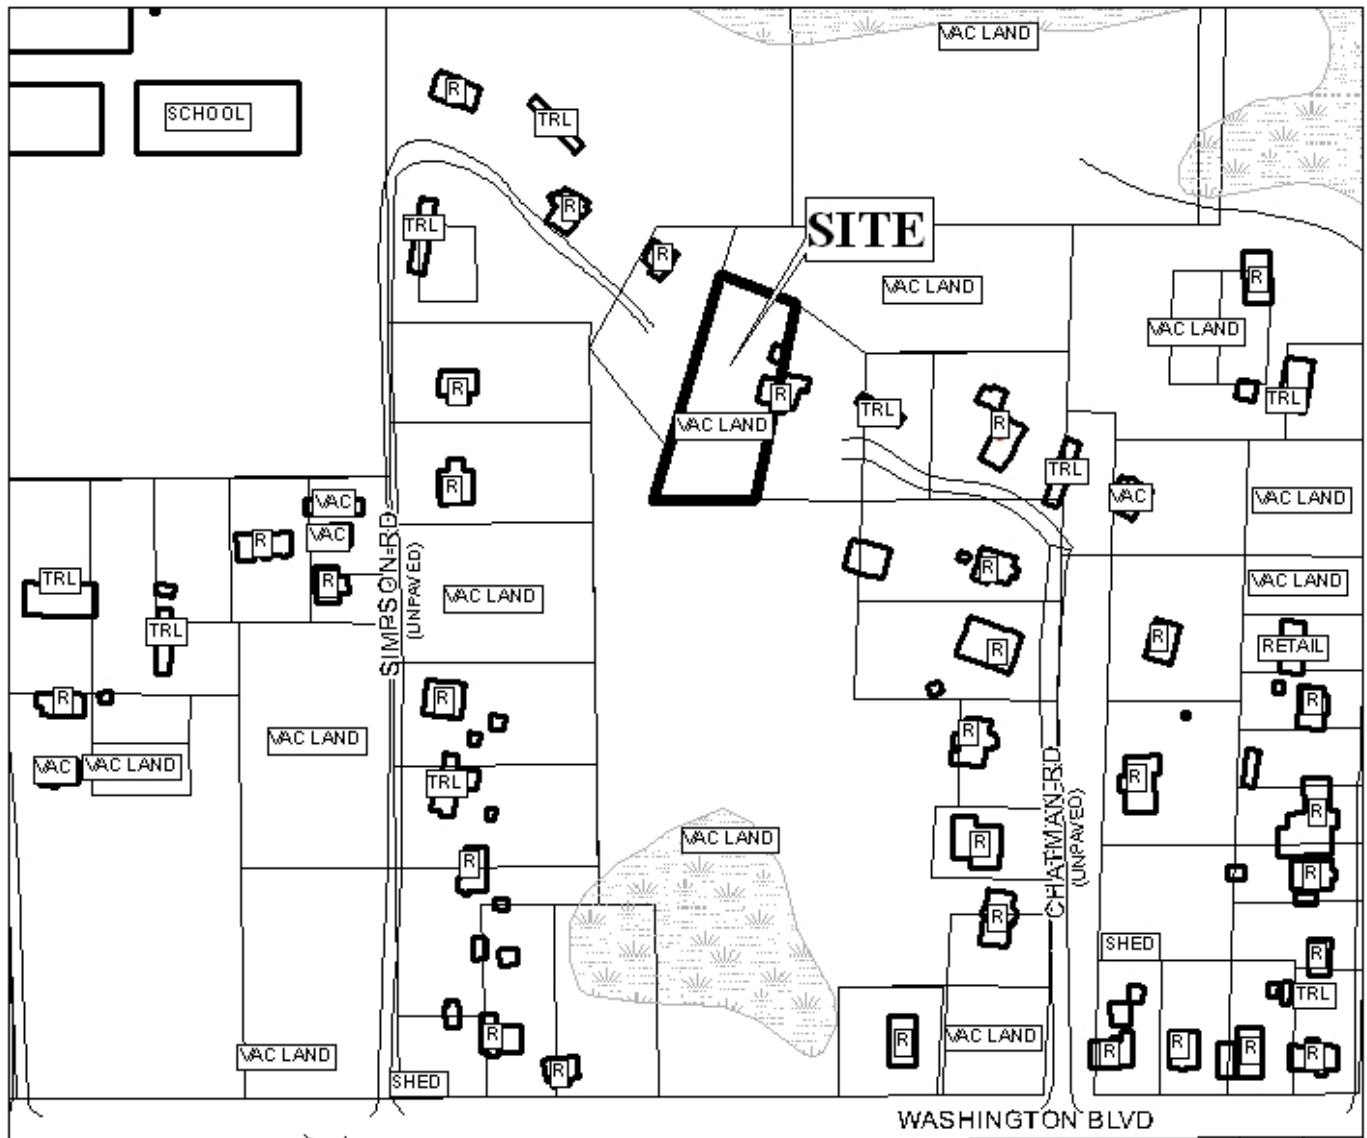 VAC LAND
R
SCHOOL
TRL
R
TRL
SITE
R
R
VAC LAND
VAC LAND
R
TRL
R
R
VAC LAND
TRL
R
TRL
R
VAC
VAC LAND
VAC
VAC
R
SIMPSON RD
(UNPAVED)
TRL
R
VAC LAND
R
VAC LAND
TRL
R
RETAIL
R
R
R
R
VAC LAND
R
VAC
VAC LAND
TRL
R
CHATMAN RD
(UNPAVED)
R
VAC LAND
R
R
R
R
SHED
R
TRL
R
R
VAC LAND
R
R
R
R
VAC LAND
R
SHED
WASHINGTON BLVD